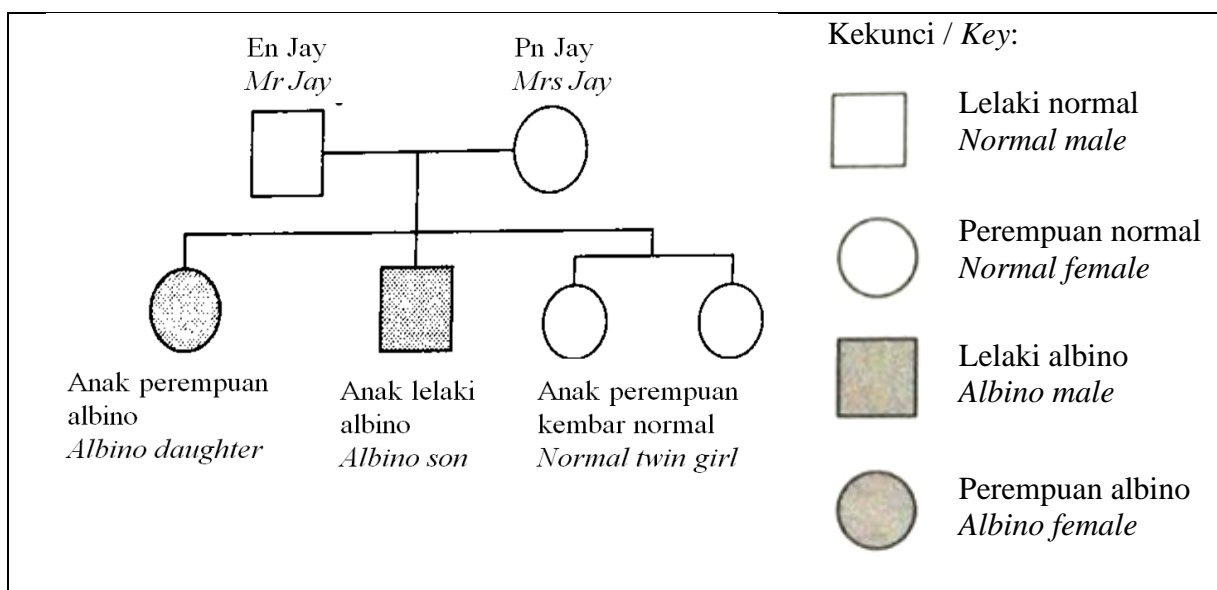 En Jay
Mr Jay
Pn Jay
Mrs Jay
Anak perempuan
albino
Albino daughter
Anak lelaki
albino
Albino son
Anak perempuan
kembar normal
Normal twin girl
Kekunci / Key:
Lelaki normal
Normal male
Perempuan normal
Normal female
Lelaki albino
Albino male
Perempuan albino
Albino female